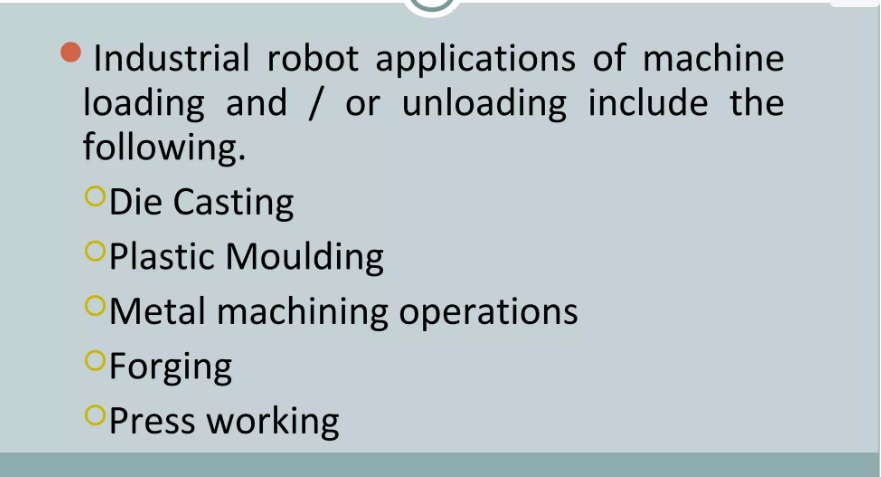 Industrial robot applications of machine
loading and / or unloading include the
following.
Die Casting
Plastic Moulding
Metal machining operations
Forging
Press working